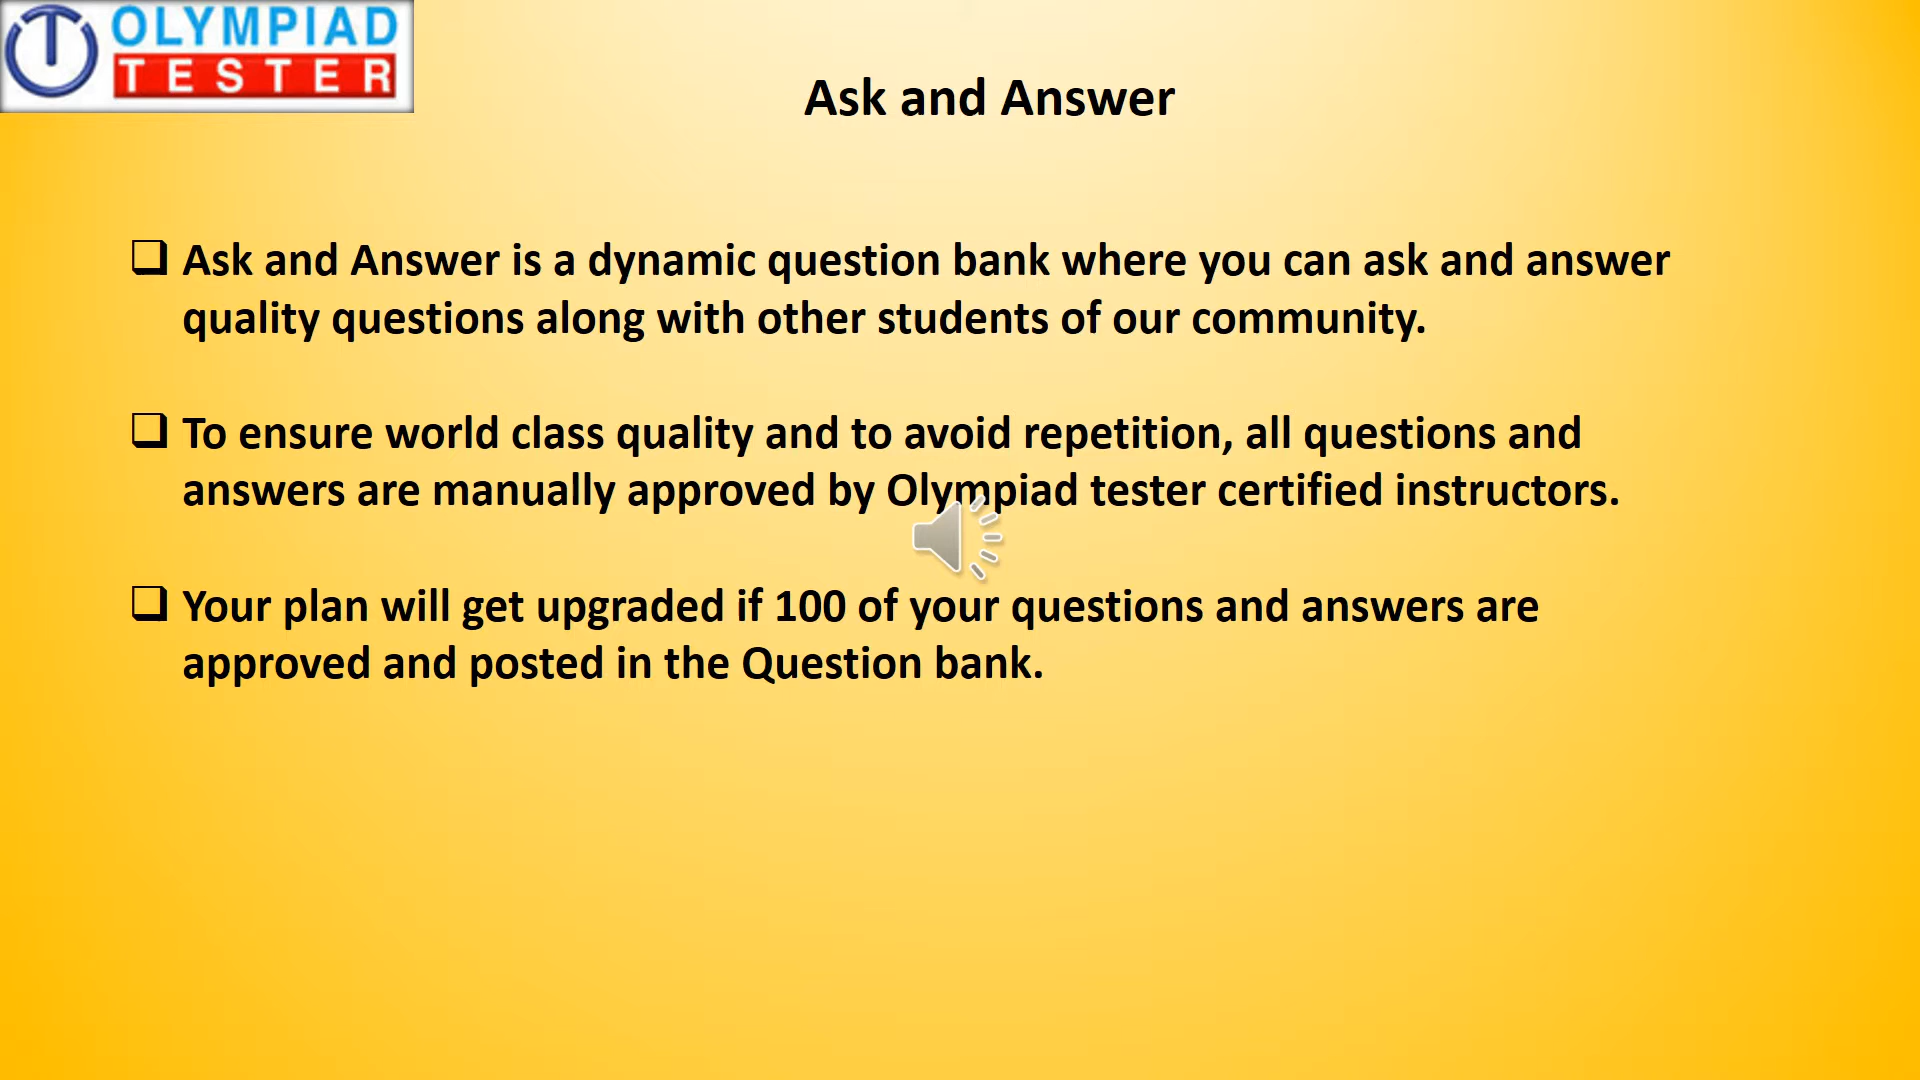 OLYMPIAD
TESTER
Ask and Answer
Ask and Answer is a dynamic question bank where you can ask and answer
quality questions along with other students of our community.
To ensure world class quality and to avoid repetition, all questions and
answers are manually approved by Olympiad tester certified instructors.
Your plan will get upgraded if 100 of your questions and answers are
approved and posted in the Question bank.